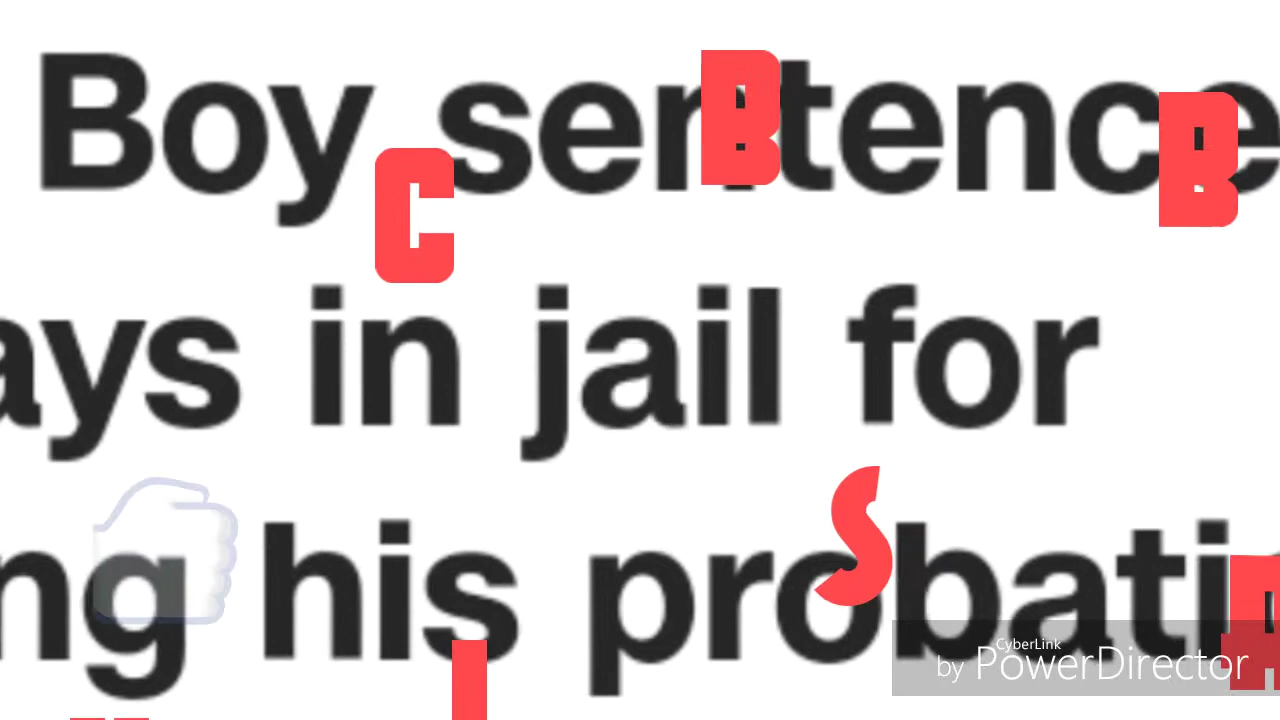 Boy sentence
ays in jail for
ng his probati
C
B
B
S
by CyberLink PowerDirector